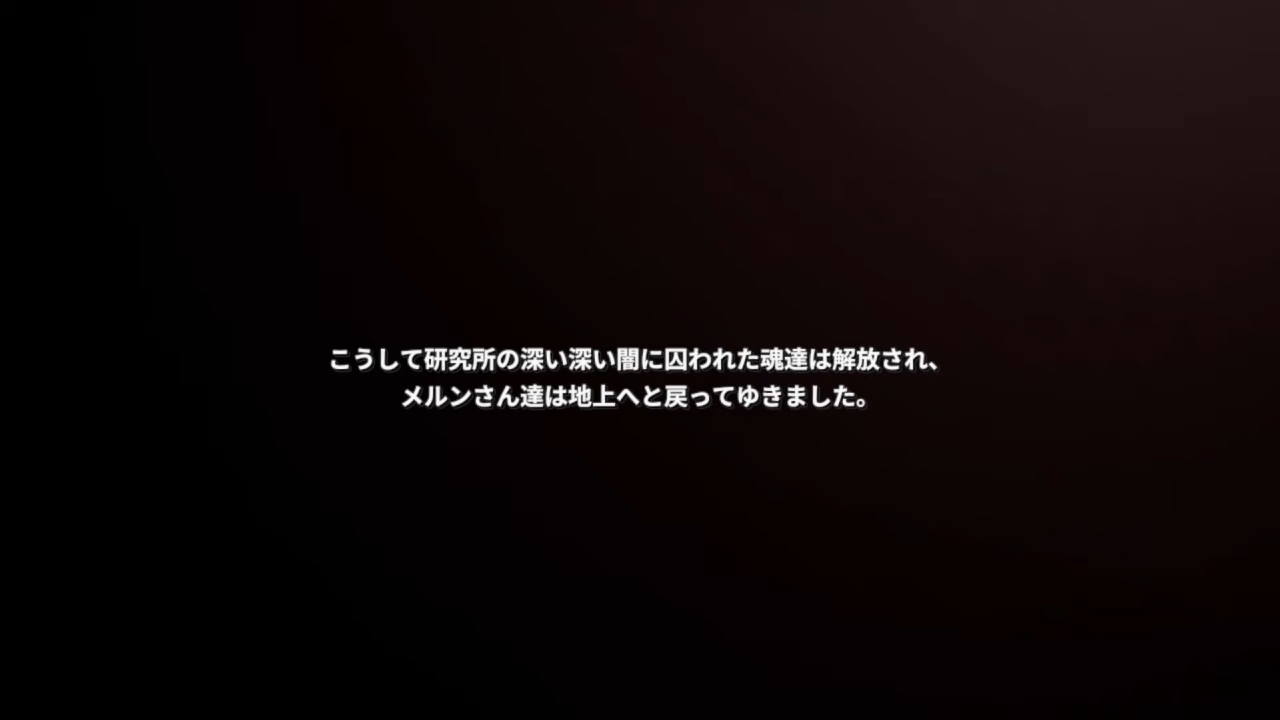 こうして研究所の深い深い闇に囚われた魂達は解放され、
メルンさん達は地上へと戻ってゆきました。